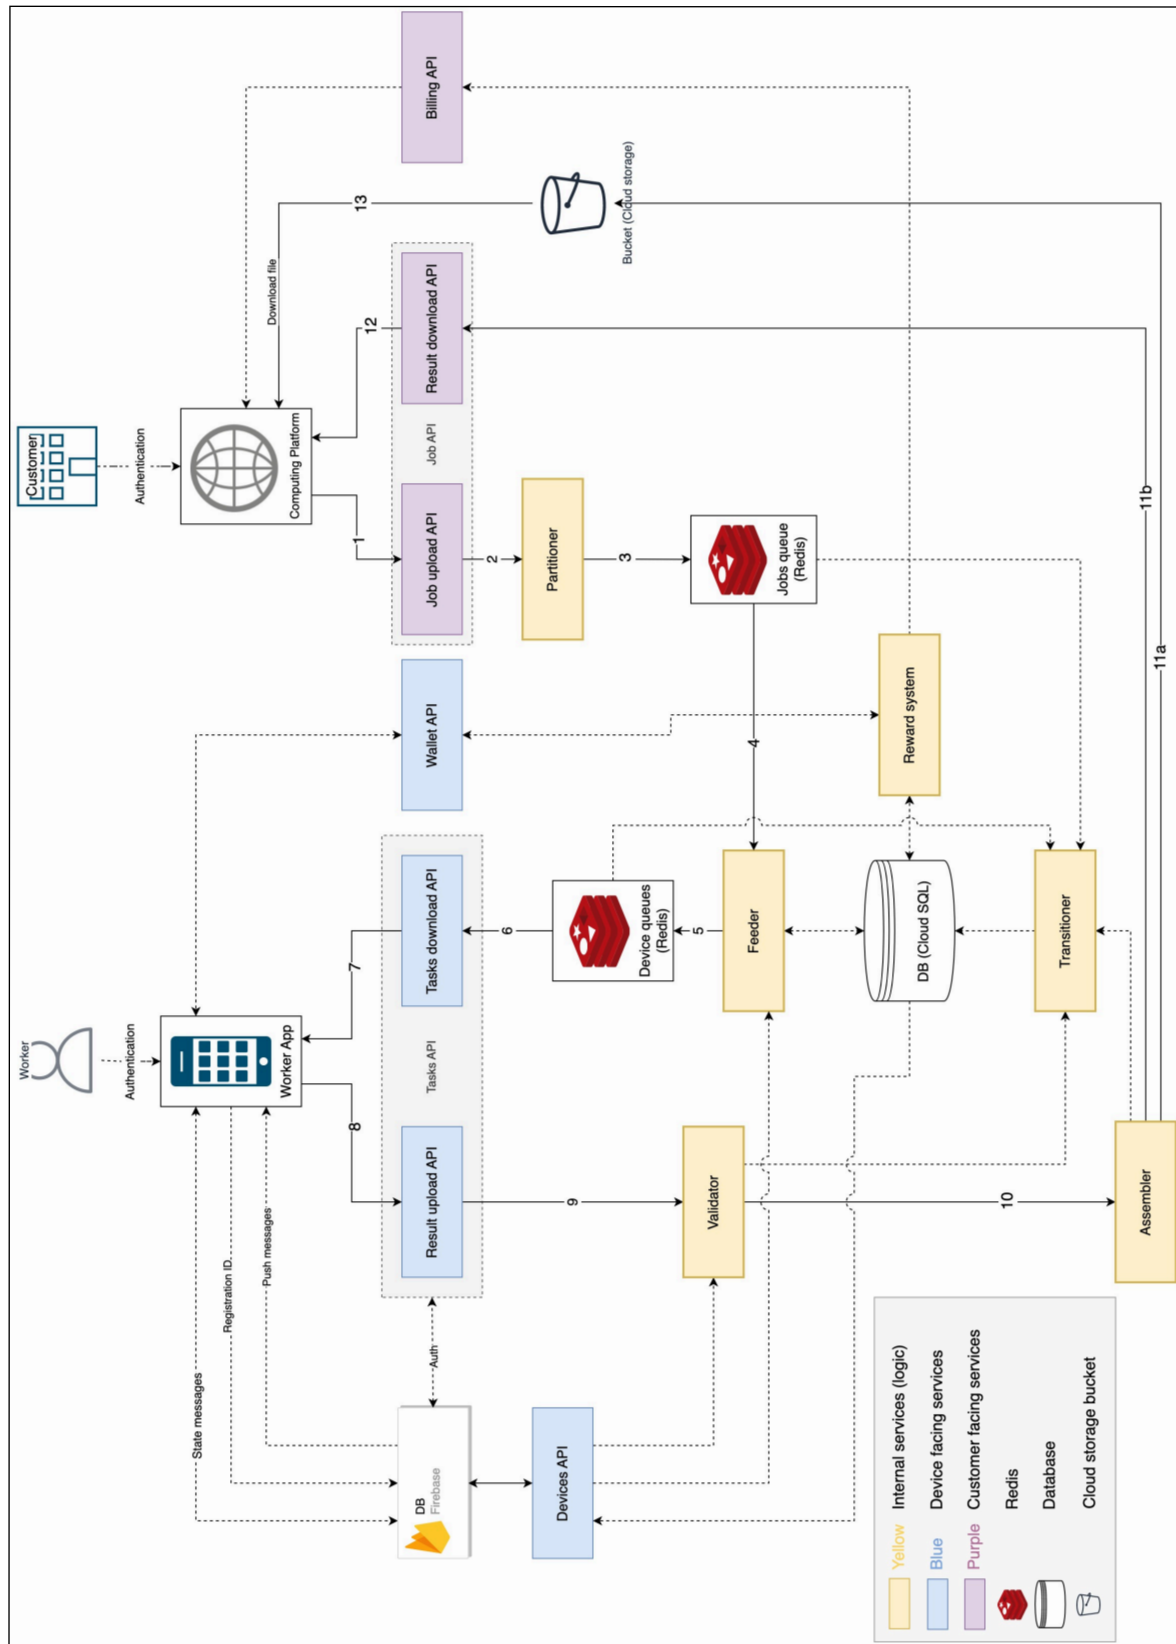 Worker
Customer
Authentication
Authentication
Worker App
Computing Platform
State messages
Registration ID
Push messages
Download file
7
8
1
12
13
DB
Firebase
Auth
Result upload API
Tasks API
Tasks download API
Wallet API
Job upload API
Job API
Result download API
Billing API
Devices API
9
6
2
Device queues
(Redis)
Partitioner
3
Bucket (Cloud storage)
Validator
5
Feeder
4
Jobs queue
(Redis)
DB (Cloud SQL)
Reward system
10
Transitioner
Assembler
11b
11a
Yellow Internal services (logic)
Blue Device facing services
Purple Customer facing services
Redis
Database
Cloud storage bucket